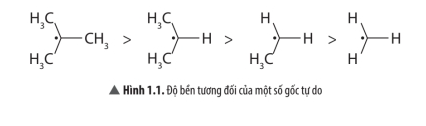 H₃C H₃C H H
• CH₃ > • H > • H > • H
H₃C H₃C H₃C H
▲ Hình 1.1. Độ bền tương đối của một số gốc tự do